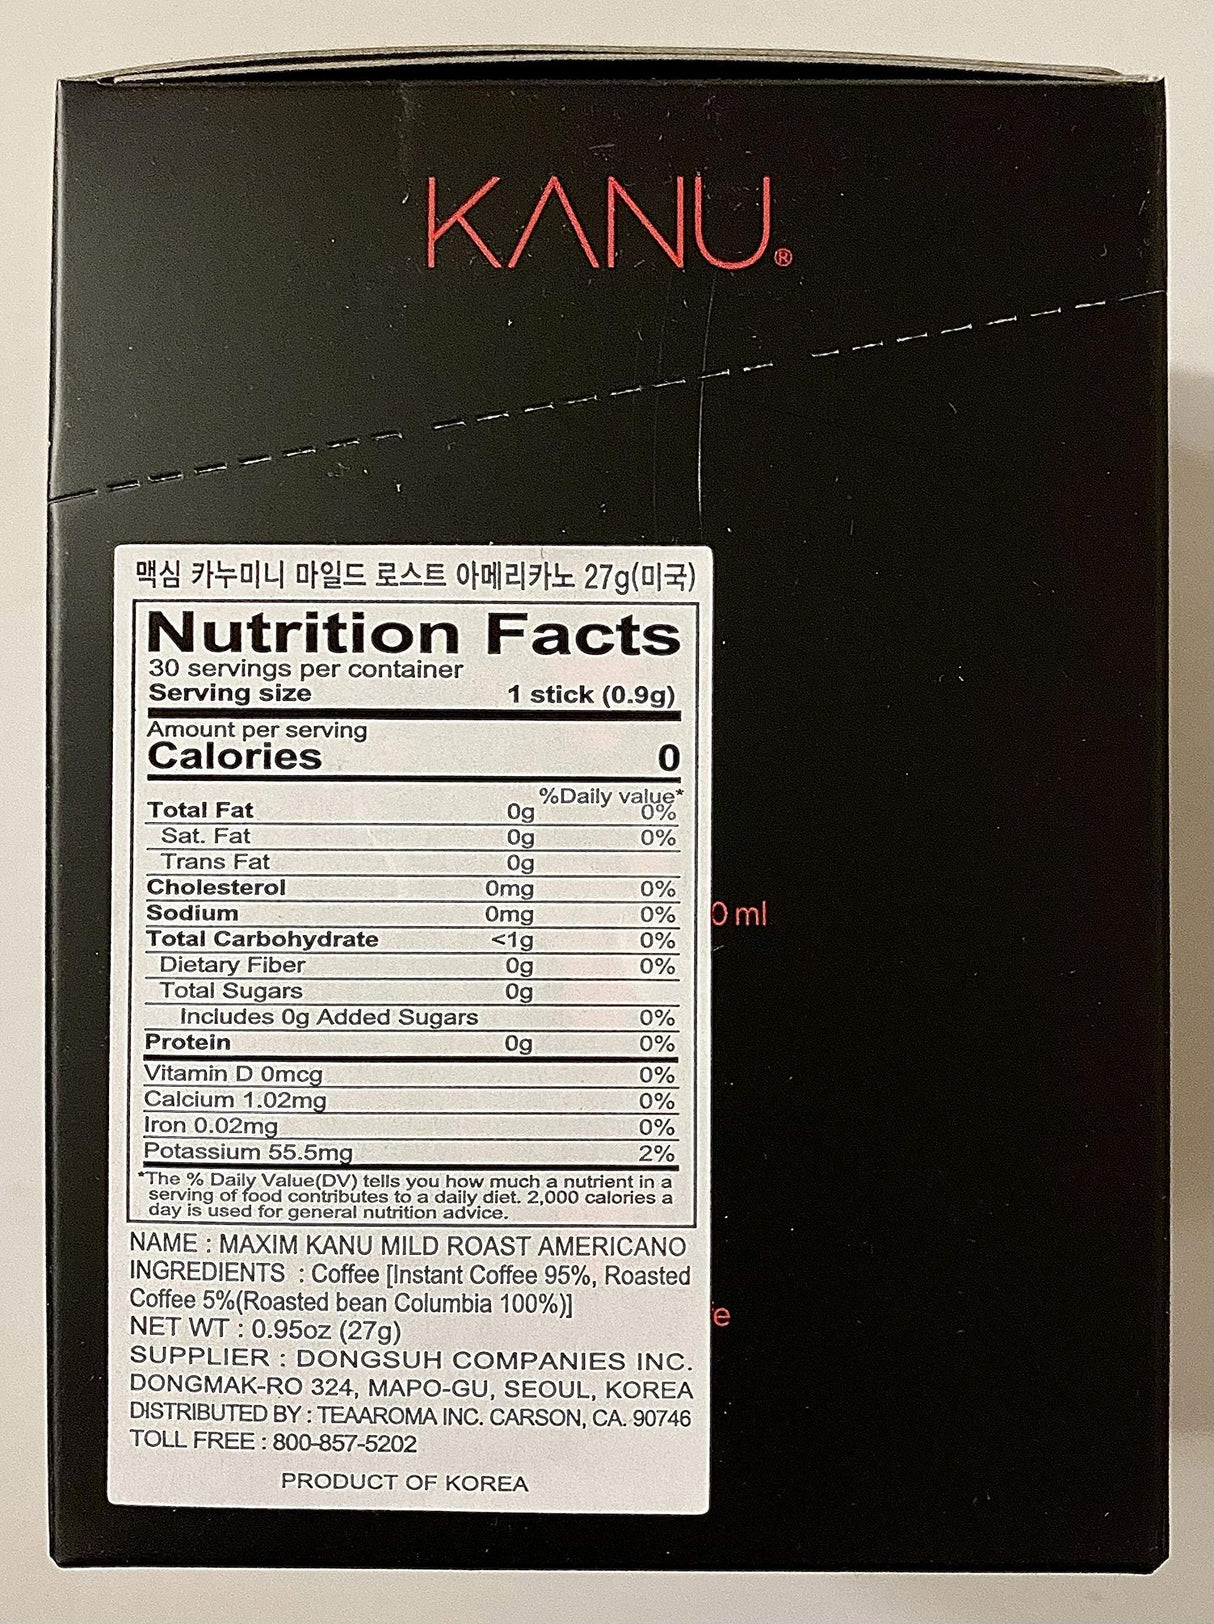 KANU®
맥심 카누미니 마일드 로스트 아메리카노 27g(미국)
Nutrition Facts
30 servings per container
Serving size 1 stick (0.9g)
Amount per serving
Calories 0
%Daily value*
Total Fat 0g 0%
Sat. Fat 0g 0%
Trans Fat 0g
Cholesterol 0mg 0%
Sodium 0mg 0%
Total Carbohydrate <1g 0%
Dietary Fiber 0g 0%
Total Sugars 0g
Includes 0g Added Sugars 0%
Protein 0g 0%
Vitamin D 0mcg 0%
Calcium 1.02mg 0%
Iron 0.02mg 0%
Potassium 55.5mg 2%
*The % Daily Value(DV) tells you how much a nutrient in a
serving of food contributes to a daily diet. 2,000 calories a
day is used for general nutrition advice.
NAME : MAXIM KANU MILD ROAST AMERICANO
INGREDIENTS : Coffee [Instant Coffee 95%, Roasted
Coffee 5%(Roasted bean Columbia 100%)]
NET WT : 0.95oz (27g)
SUPPLIER : DONGSUH COMPANIES INC.
DONGMAK-RO 324, MAPO-GU, SEOUL, KOREA
DISTRIBUTED BY : TEAAROMA INC. CARSON, CA. 90746
TOLL FREE : 800-857-5202
PRODUCT OF KOREA
0 ml